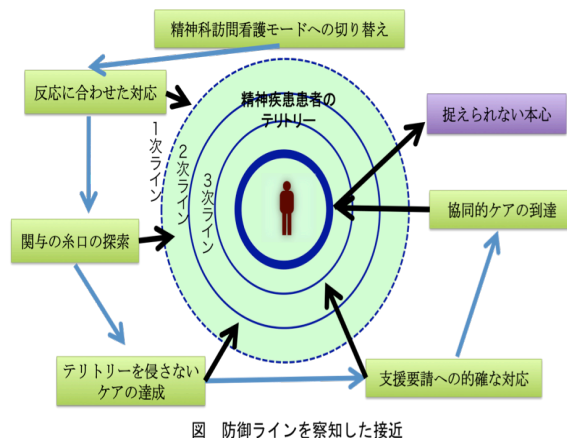 精神科訪問看護モードへの切り替え
反応に合わせた対応
精神疾患患者の
テリトリー
捉えられない本心
1次ライン
2次ライン
3次ライン
協同的ケアの到達
関与の糸口の探索
テリトリーを侵さない
ケアの達成
支援要請への的確な対応
図 防御ラインを察知した接近